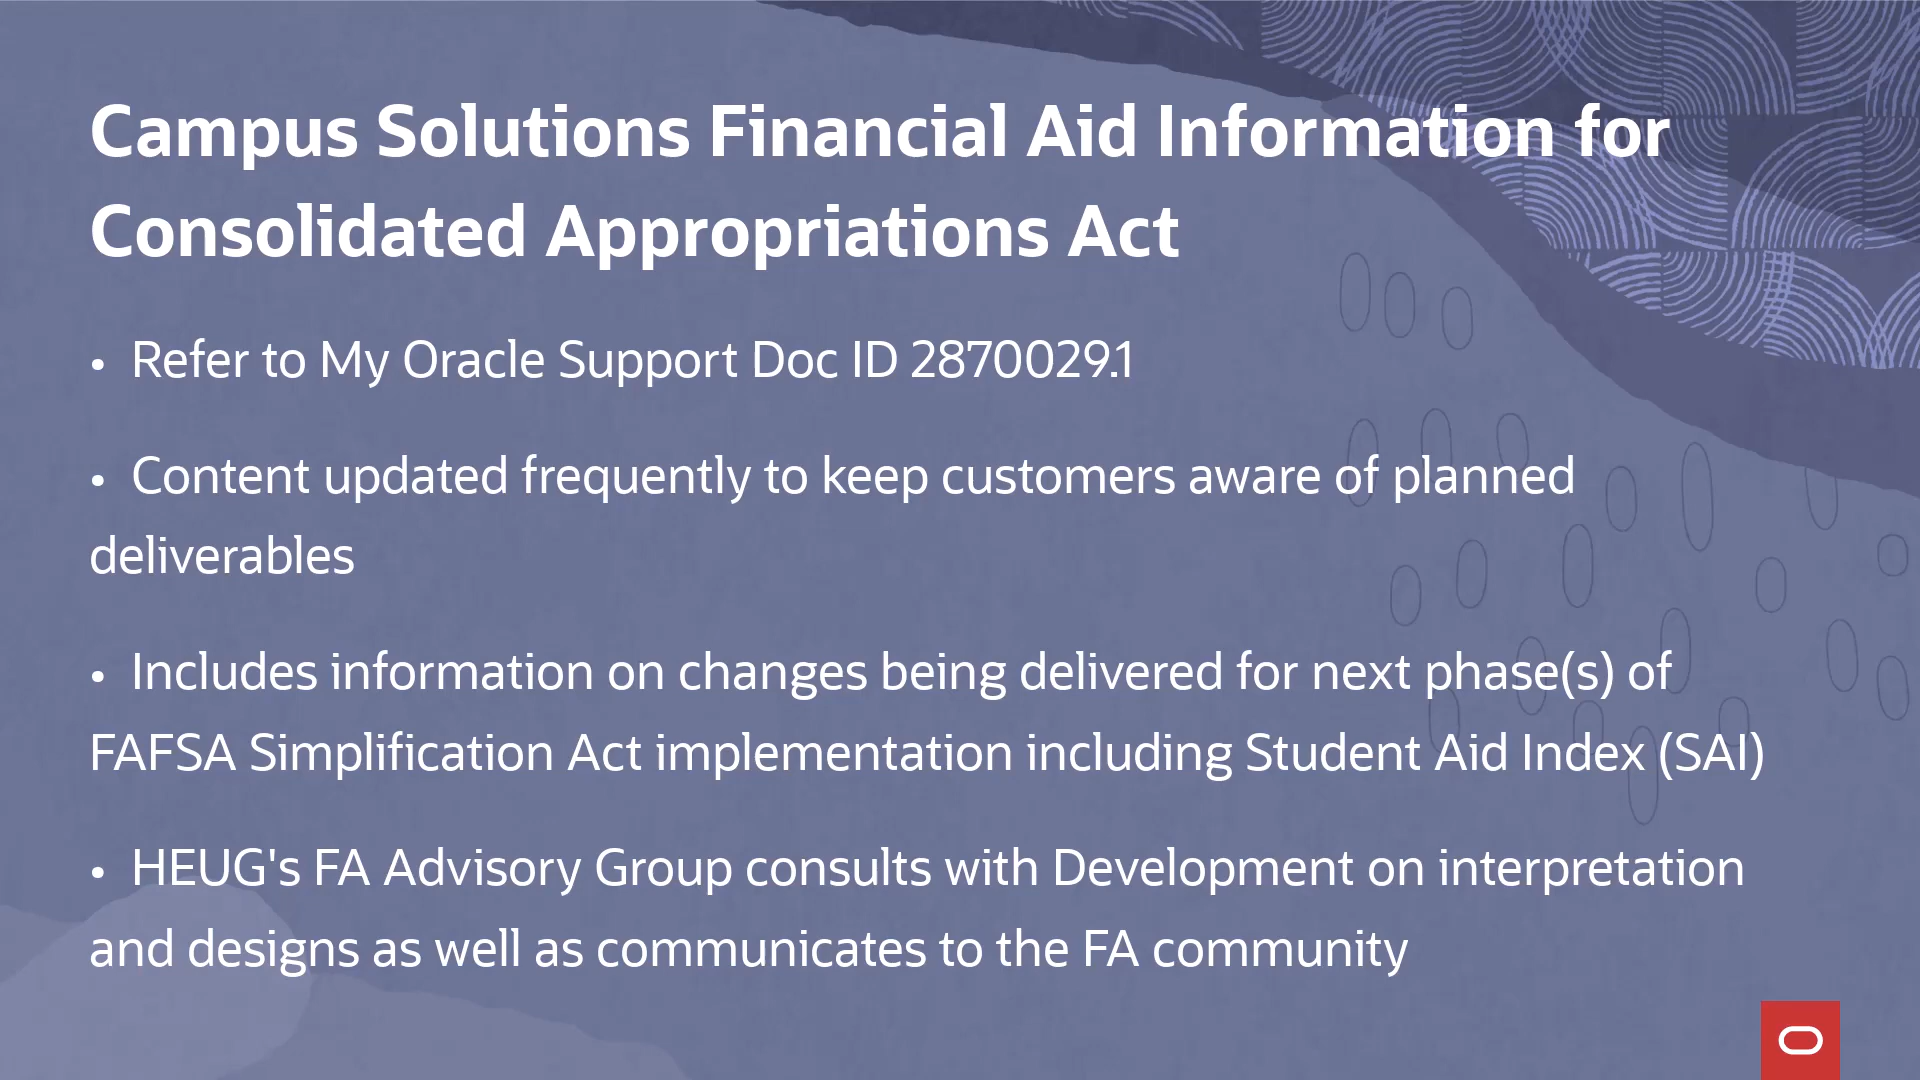 Campus Solutions Financial Aid Information for
Consolidated Appropriations Act
• Refer to My Oracle Support Doc ID 28700029.1
• Content updated frequently to keep customers aware of planned
deliverables
• Includes information on changes being delivered for next phase(s) of
FAFSA Simplification Act implementation including Student Aid Index (SAI)
• HEUG's FA Advisory Group consults with Development on interpretation
and designs as well as communicates to the FA community